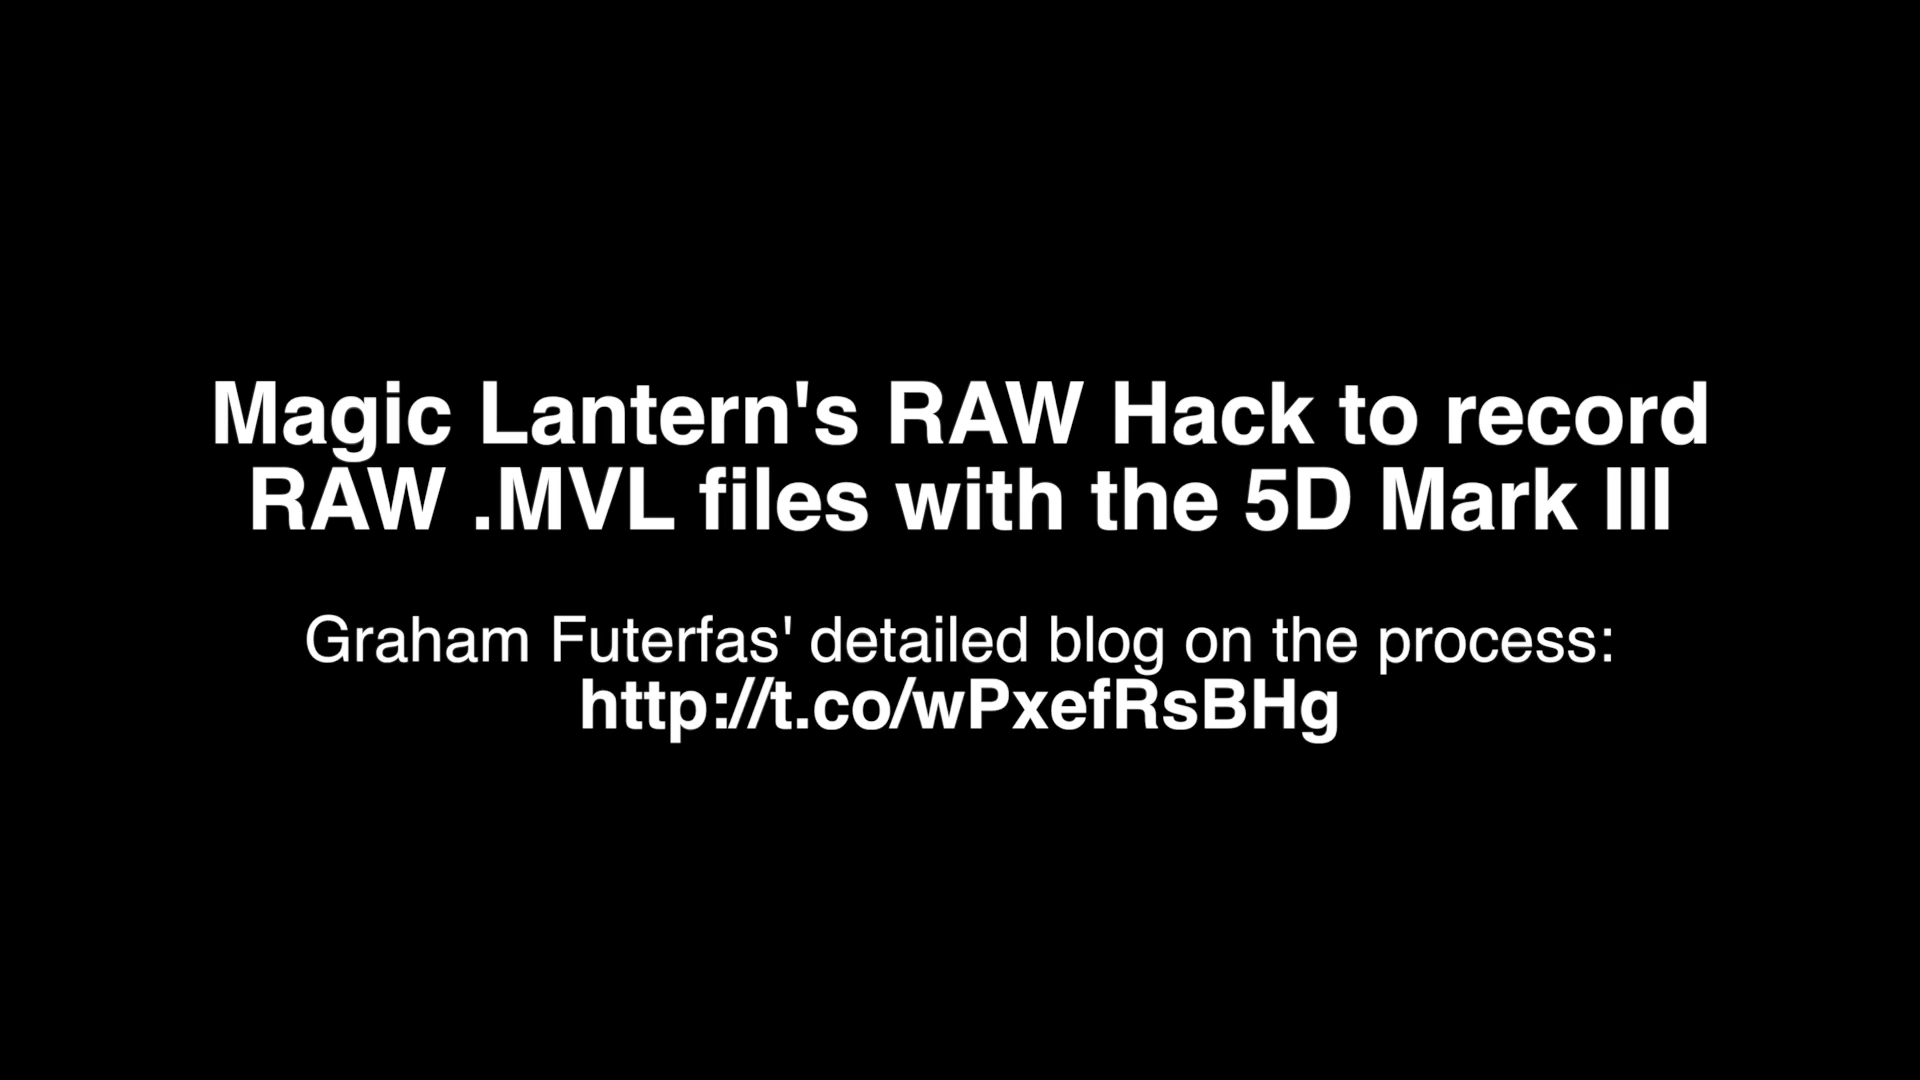 Magic Lantern's RAW Hack to record
RAW .MVL files with the 5D Mark III
Graham Futerfas' detailed blog on the process:
http://t.co/wPxefRsBHg